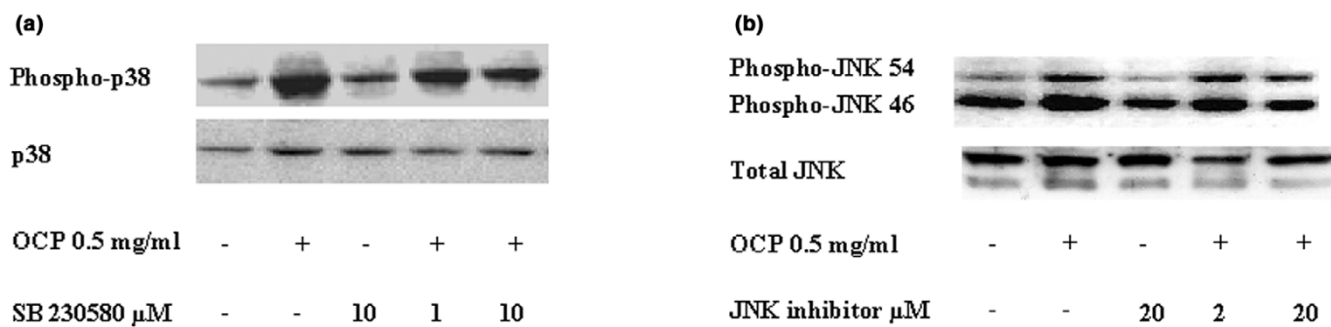 (a)
Phospho-p38
p38
OCP 0.5 mg/ml - + - + +
SB 230580 µM - - 10 1 10
(b)
Phospho-JNK 54
Phospho-JNK 46
Total JNK
OCP 0.5 mg/ml - + - + +
JNK inhibitor µM - - 20 2 20